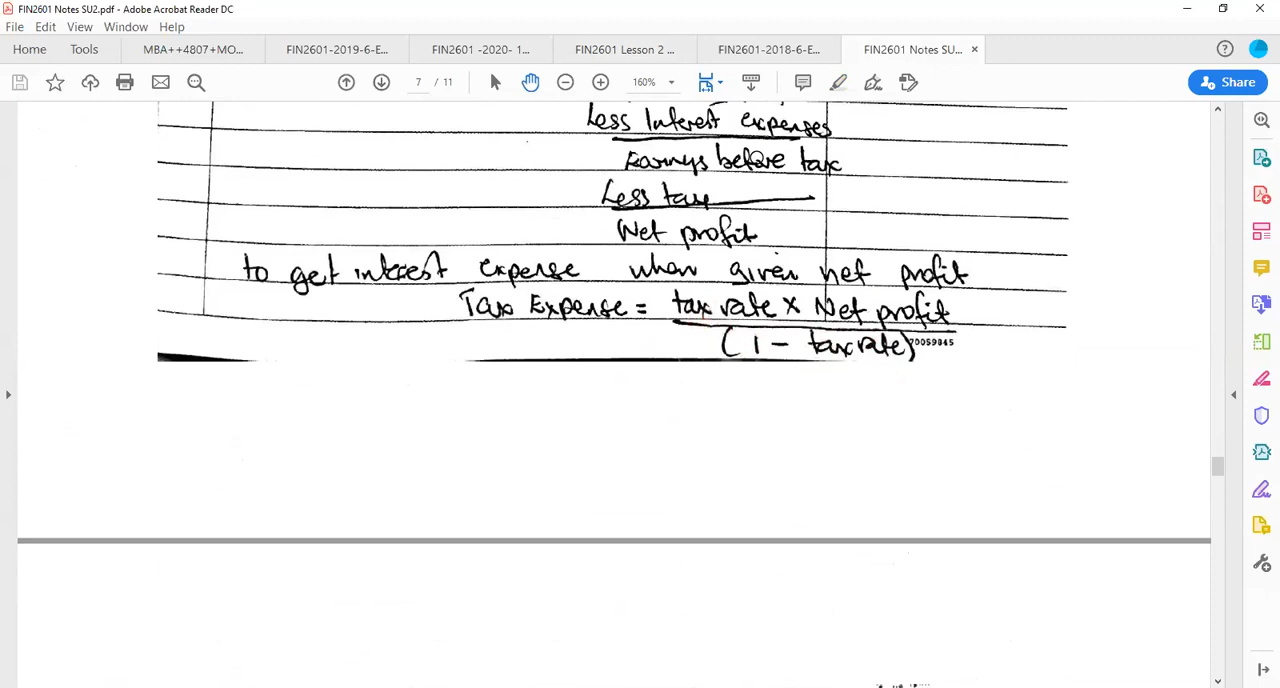 FIN2601 Notes SU2.pdf - Adobe Acrobat Reader DC
File Edit View Window Help
Home Tools MBA++4807+MO... FIN2601-2019-6-E... FIN2601 -2020- 1... FIN2601 Lesson 2 ... FIN2601-2018-6-E... FIN2601 Notes SU... ×
7 / 11 160% Share
Less Interest expenses
Earnings before tax
Less tax
Net profit
to get interest expense when given net profit
Tax Expense = tax rate × Net profit
(1 - tax rate) 70059845